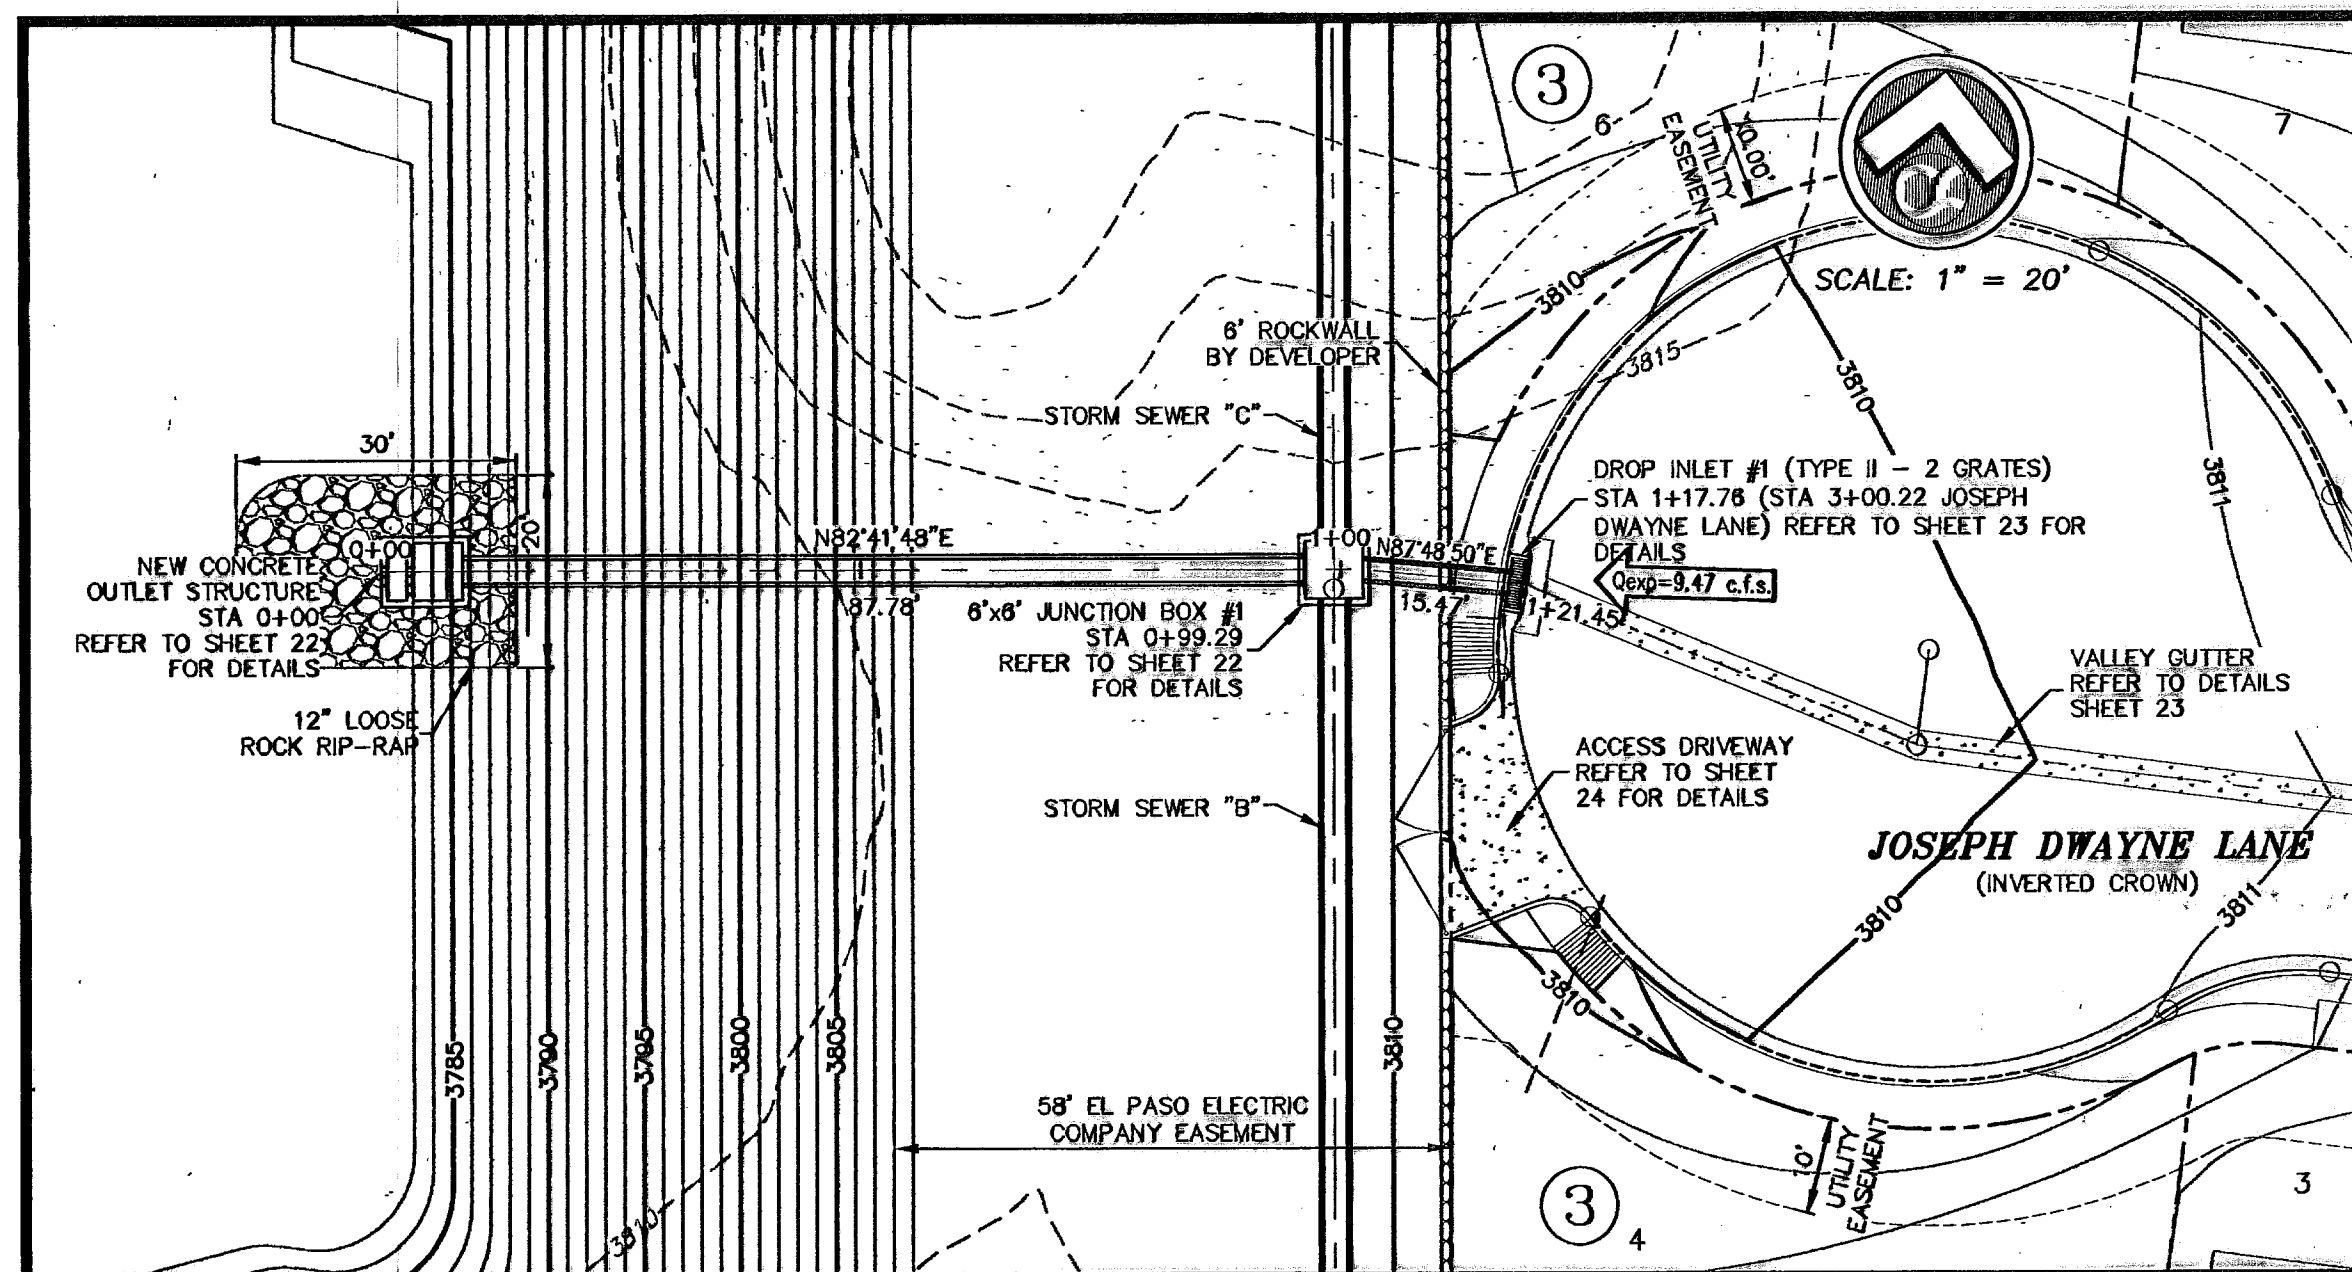 3
6
7
10.00'
UTILITY
EASEMENT
SCALE: 1" = 20'
3810
3815
3810
3811
6' ROCKWALL
BY DEVELOPER
STORM SEWER "C"
30'
20'
DROP INLET #1 (TYPE II - 2 GRATES)
STA 1+17.76 (STA 3+00.22 JOSEPH
DWAYNE LANE) REFER TO SHEET 23 FOR
DETAILS
Qexp=9.47 c.f.s.
N82°41'48"E
87.78'
1+00
N87°48'50"E
15.47'
1+21.45
0+00
NEW CONCRETE
OUTLET STRUCTURE
STA 0+00
REFER TO SHEET 22
FOR DETAILS
12" LOOSE
ROCK RIP-RAP
6'x6' JUNCTION BOX #1
STA 0+99.29
REFER TO SHEET 22
FOR DETAILS
VALLEY GUTTER
REFER TO DETAILS
SHEET 23
ACCESS DRIVEWAY
REFER TO SHEET
24 FOR DETAILS
STORM SEWER "B"
JOSEPH DWAYNE LANE
(INVERTED CROWN)
3810
3811
3810
3785
3790
3795
3800
3805
3810
58' EL PASO ELECTRIC
COMPANY EASEMENT
10'
UTILITY
EASEMENT
3810
3
4
3